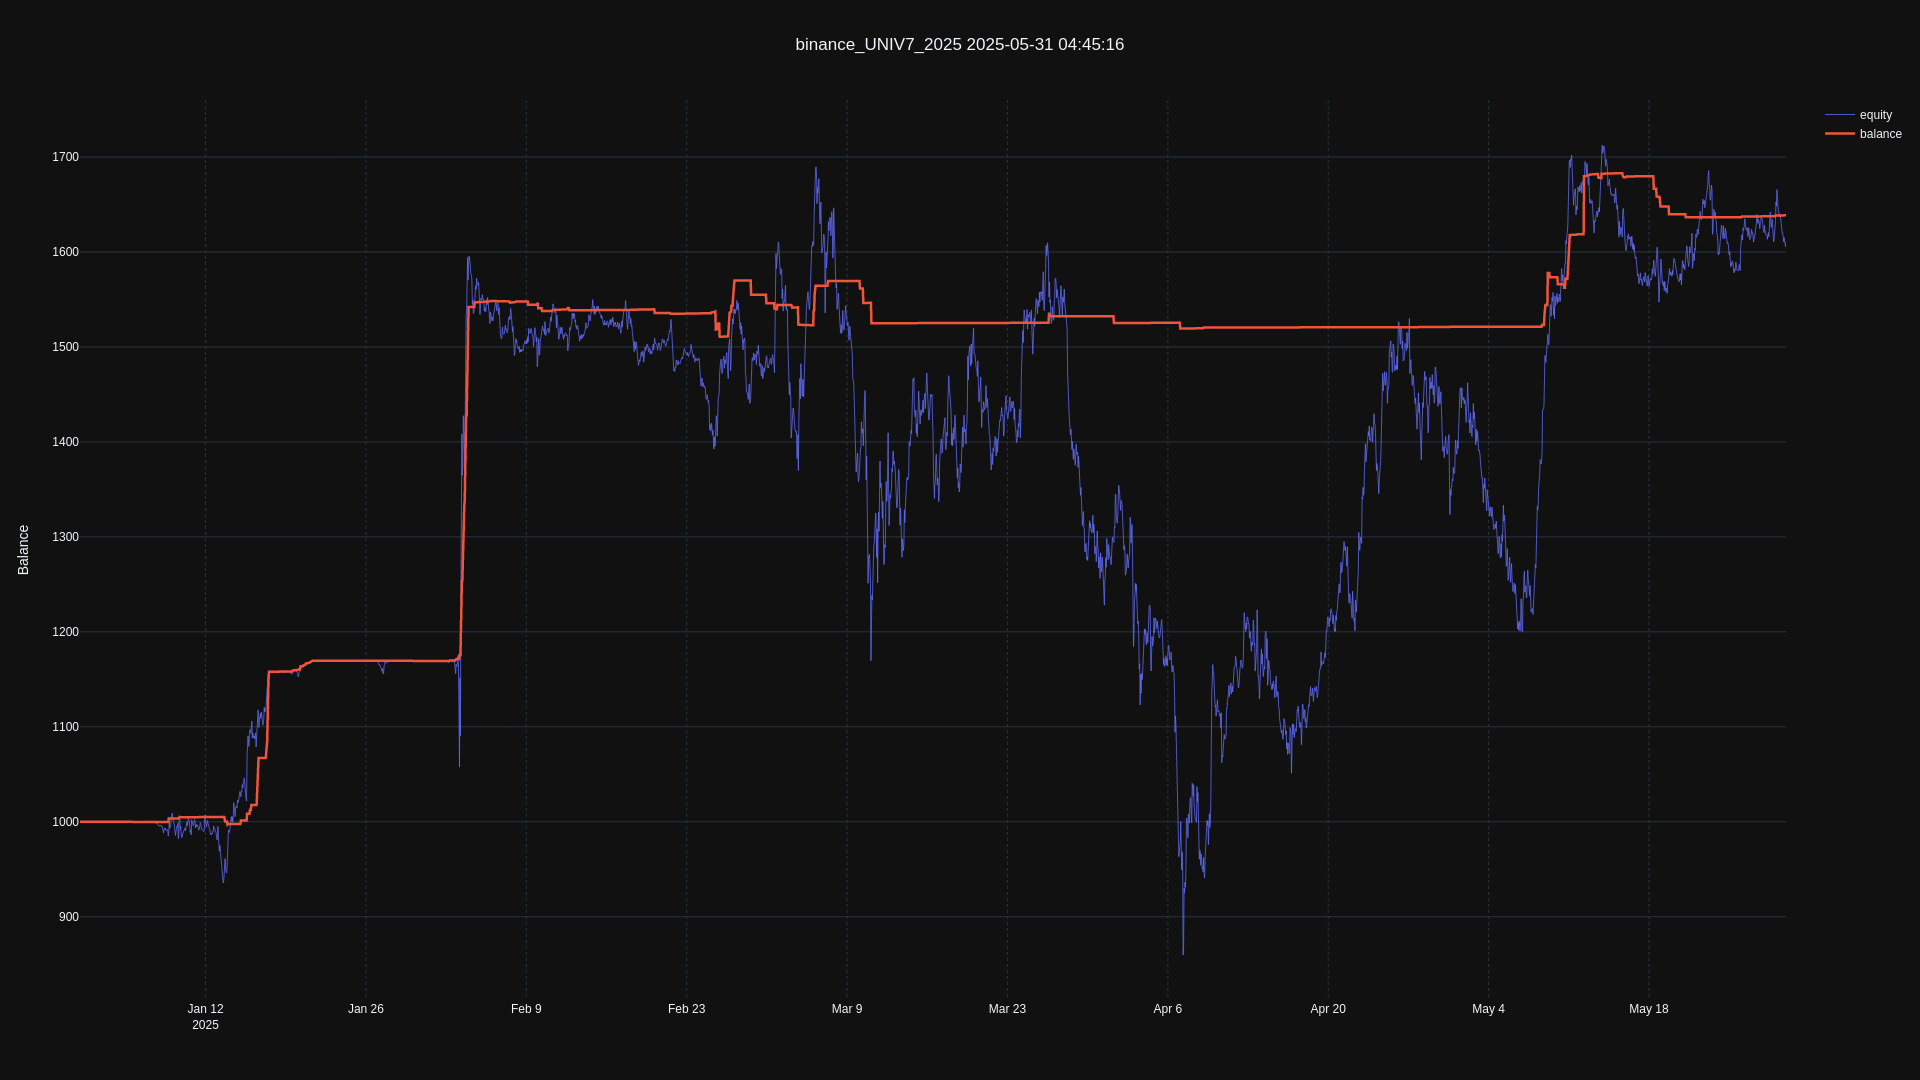 binance_UNIV7_2025 2025-05-31 04:45:16
equity
balance
Balance
1700
1600
1500
1400
1300
1200
1100
1000
900
Jan 12
2025
Jan 26
Feb 9
Feb 23
Mar 9
Mar 23
Apr 6
Apr 20
May 4
May 18